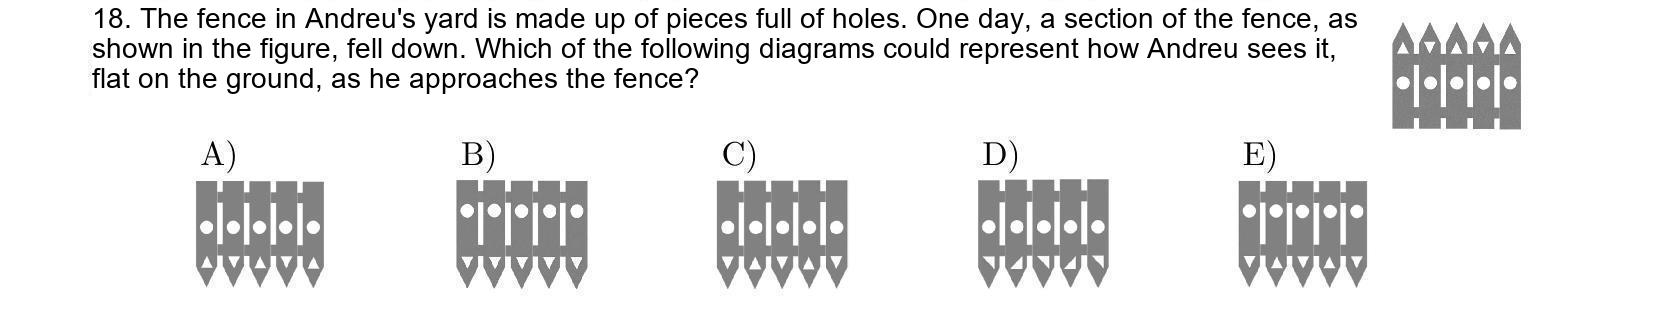 18. The fence in Andreu's yard is made up of pieces full of holes. One day, a section of the fence, as
shown in the figure, fell down. Which of the following diagrams could represent how Andreu sees it,
flat on the ground, as he approaches the fence?
A) B) C) D) E)